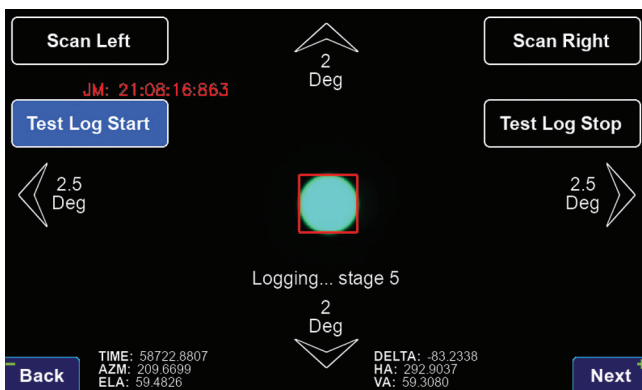 Scan Left
2
Deg
Scan Right
JM: 21:08:16:863
Test Log Start
Test Log Stop
2.5
Deg
2.5
Deg
Logging... stage 5
2
Deg
Back
TIME: 58722.8807
AZM: 209.6699
ELA: 59.4826
DELTA: -83.2338
HA: 292.9037
VA: 59.3080
Next